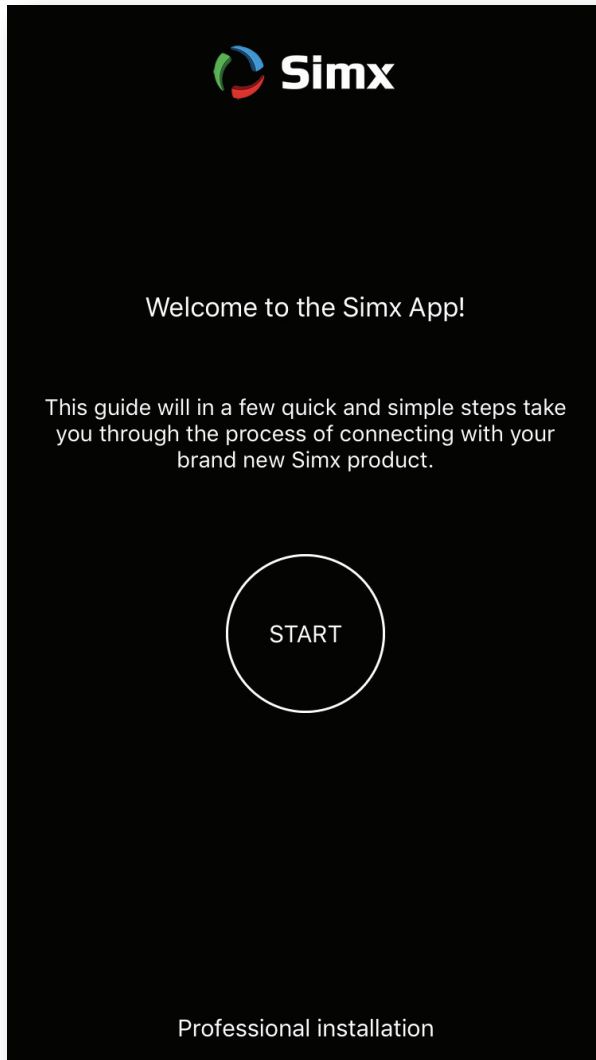 Simx
Welcome to the Simx App!
This guide will in a few quick and simple steps take
you through the process of connecting with your
brand new Simx product.
START
Professional installation